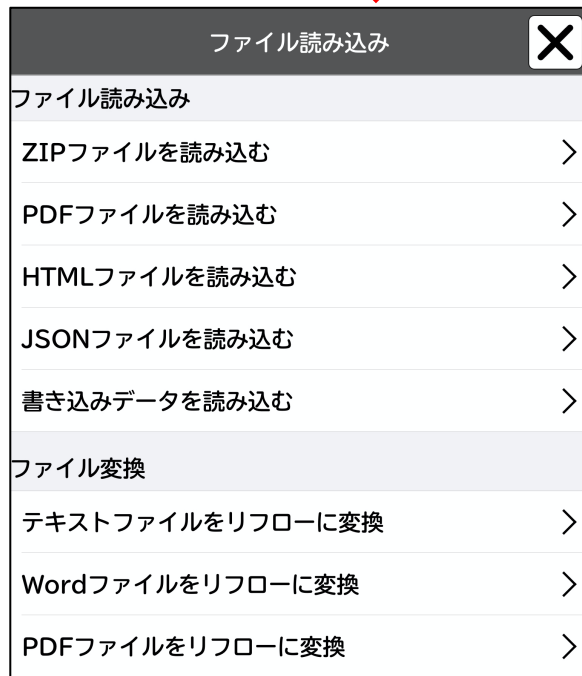 ファイル読み込み
ファイル読み込み
ZIPファイルを読み込む
PDFファイルを読み込む
HTMLファイルを読み込む
JSONファイルを読み込む
書き込みデータを読み込む
ファイル変換
テキストファイルをリフローに変換
Wordファイルをリフローに変換
PDFファイルをリフローに変換